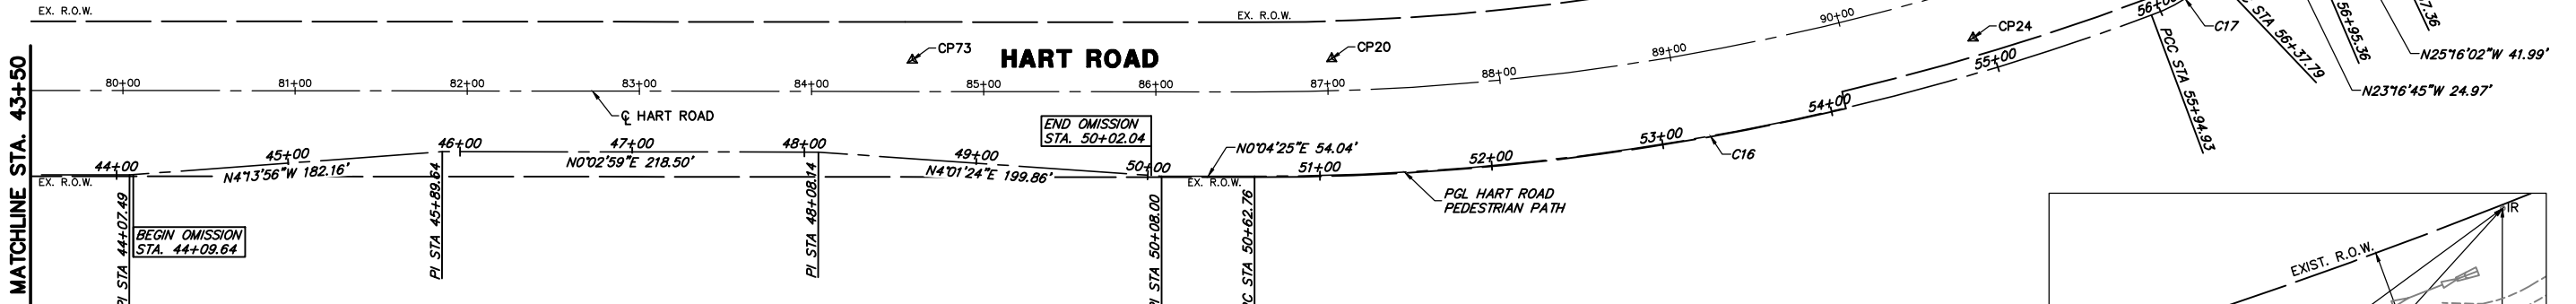 EX. R.O.W.
EX. R.O.W.
MATCHLINE STA. 43+50
CP73
HART ROAD
CP20
CP24
80+00
81+00
82+00
83+00
84+00
85+00
86+00
87+00
88+00
89+00
90+00
℄ HART ROAD
END OMISSION
STA. 50+02.04
44+00
45+00
46+00
47+00
48+00
49+00
50+00
51+00
52+00
53+00
54+00
55+00
N4°13'56"W 182.16'
N0°02'59"E 218.50'
N4°01'24"E 199.86'
N0°04'25"E 54.04'
EX. R.O.W.
EX. R.O.W.
C16
C17
PGL HART ROAD
PEDESTRIAN PATH
BEGIN OMISSION
STA. 44+09.64
PI STA 44+07.49
PI STA 45+89.64
PI STA 48+08.14
PI STA 50+08.00
PC STA 50+62.76
PCC STA 55+94.93
STA 56+37.79
56+95.36
7.36
N25°16'02"W 41.99'
N23°16'45"W 24.97'
EXIST. R.O.W.
IR